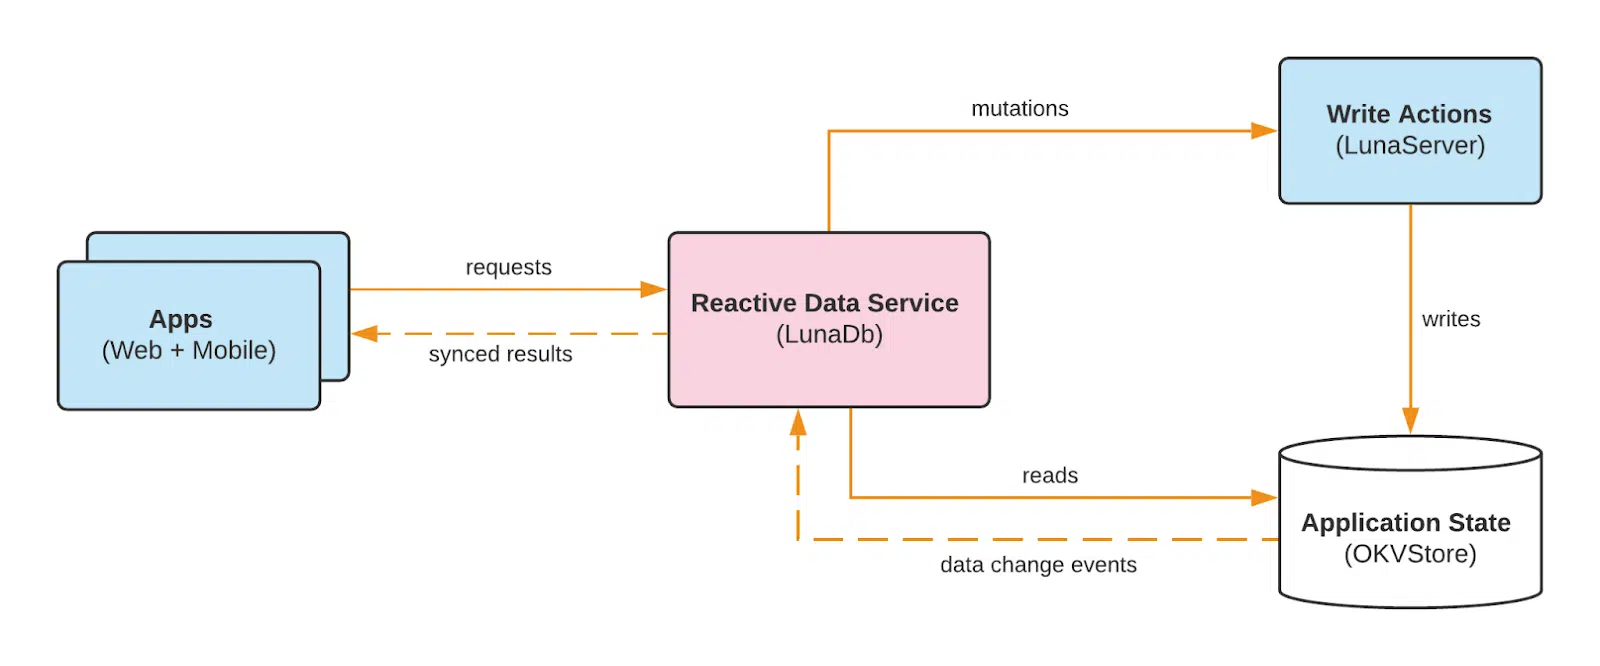 mutations
Write Actions
(LunaServer)
requests
Apps
(Web + Mobile)
synced results
Reactive Data Service
(LunaDb)
writes
reads
data change events
Application State
(OKVStore)